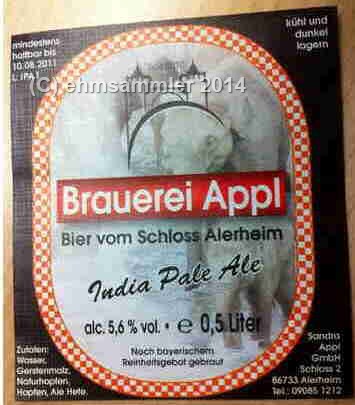 mindestens
haltbar bis
10.08.2011
L: IPA1
kühl und
dunkel
lagern
(C) ehmsammler 2014
Brauerei Appl
Bier vom Schloss Alerheim
India Pale Ale
alc. 5,6 % vol. • e 0,5 Liter
Nach bayerischem
Reinheitsgebot gebraut
Zutaten:
Wasser,
Gerstenmalz,
Naturhopfen,
Hopfen, Ale Hefe.
Sandra
Appl
GmbH
Schloss 2
86733 Alerheim
Tel.: 09085 1212